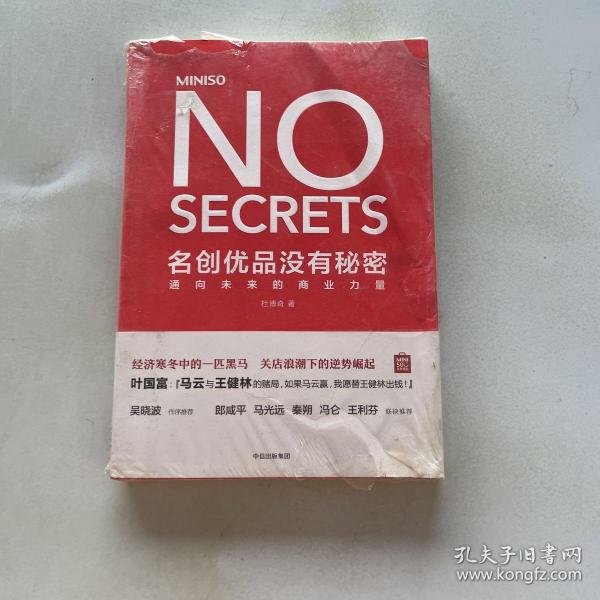 MINISO
NO
SECRETS
名创优品没有秘密
通向未来的商业力量
杜博奇 著
经济寒冬中的一匹黑马 关店浪潮下的逆势崛起
MINI
SO
叶国富：『马云与王健林的赌局，如果马云赢，我愿替王健林出钱！』
吴晓波 作序推荐 郎咸平 马光远 秦朔 冯仑 王利芬 联袂推荐
中信出版集团
孔夫子旧书网
www.kongfz.com